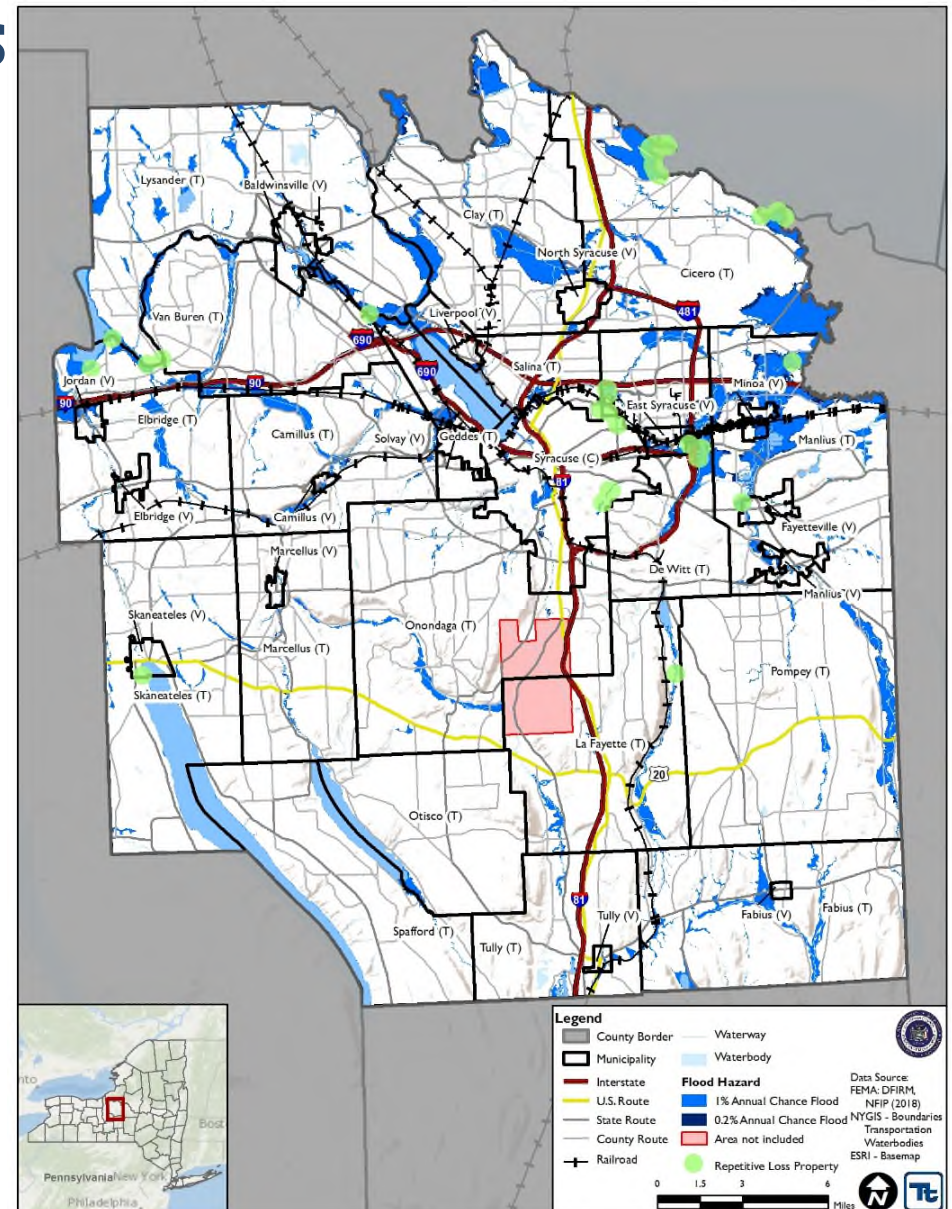 s
Lysander (T)
Baldwinsville (V)
Clay (T)
North Syracuse (V)
Cicero (T)
Van Buren (T)
Liverpool (V)
481
690
690
Salina (T)
Jordan (V)
90
Minoa (V)
90
East Syracuse (V)
Elbridge (T)
Camillus (T)
Solvay (V)
Geddes (T)
Manlius (T)
Syracuse (C)
81
Elbridge (V)
Camillus (V)
Fayetteville (V)
Marcellus (V)
De Witt (T)
Manlius (V)
Skaneateles (V)
Onondaga (T)
Marcellus (T)
Pompey (T)
Skaneateles (T)
La Fayette (T)
20
Otisco (T)
81
Tully (V)
Fabius (V)
Fabius (T)
Spafford (T)
Tully (T)
nto
Bost
Pennsylvania
New York
Philadelphia
Legend
County Border
Municipality
Interstate
U.S. Route
State Route
County Route
Railroad
Waterway
Waterbody
Flood Hazard
1% Annual Chance Flood
0.2% Annual Chance Flood
Area not included
Repetitive Loss Property
Data Source:
FEMA: DFIRM,
NFIP (2018)
NYGIS - Boundaries
Transportation
Waterbodies
ESRI - Basemap
0 1.5 3 6
Miles
N
Tt